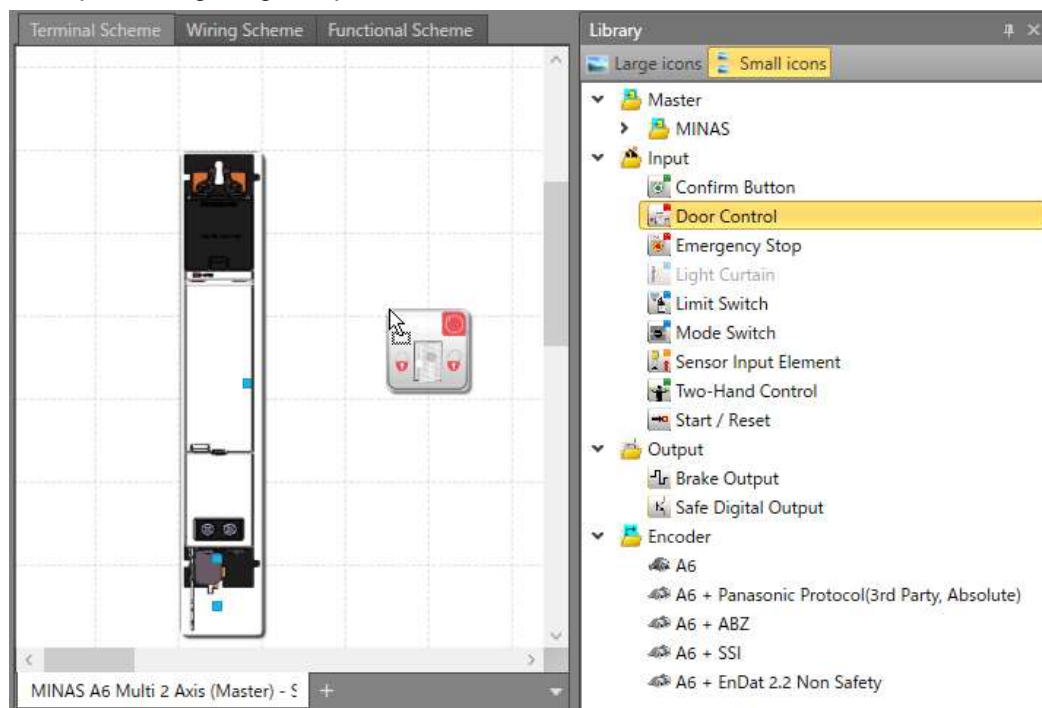 Terminal Scheme Wiring Scheme Functional Scheme
MINAS A6 Multi 2 Axis (Master) - S
Library
Large icons Small icons
Master
MINAS
Input
Confirm Button
Door Control
Emergency Stop
Light Curtain
Limit Switch
Mode Switch
Sensor Input Element
Two-Hand Control
Start / Reset
Output
Brake Output
Safe Digital Output
Encoder
A6
A6 + Panasonic Protocol(3rd Party, Absolute)
A6 + ABZ
A6 + SSI
A6 + EnDat 2.2 Non Safety